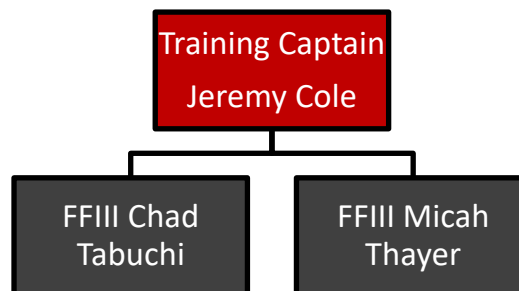 Training Captain
Jeremy Cole
FFIII Chad
Tabuchi
FFIII Micah
Thayer